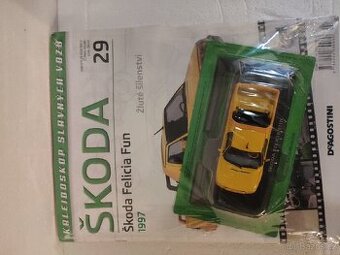 KALEIDOSKOP SLAVNÝCH VOZŮ
ŠKODA
29
Škoda Felicia Fun
1997
Žluté šílenství
DeAGOSTINI